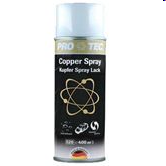 PRO TEC
Copper Spray
Kupfer Spray Lack
400 ml